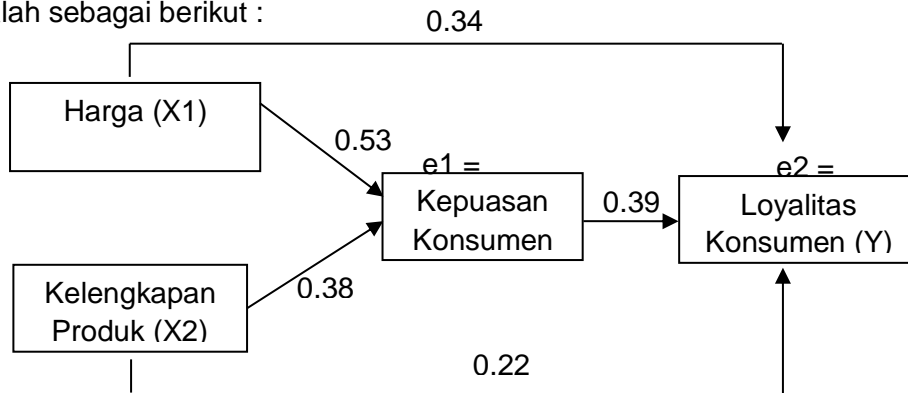 lah sebagai berikut :
0.34
Harga (X1)
0.53
e1 =
e2 =
Kepuasan
Konsumen
0.39
Loyalitas
Konsumen (Y)
Kelengkapan
Produk (X2)
0.38
0.22